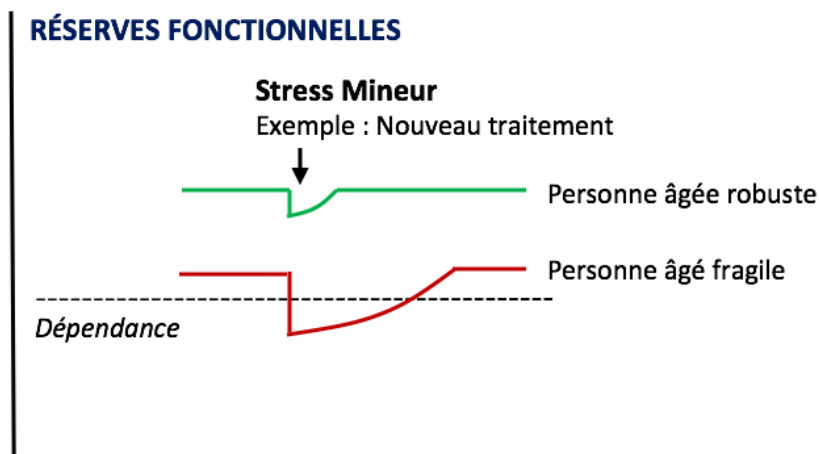 RÉSERVES FONCTIONNELLES
Stress Mineur
Exemple : Nouveau traitement
Personne âgée robuste
Personne âgé fragile
Dépendance